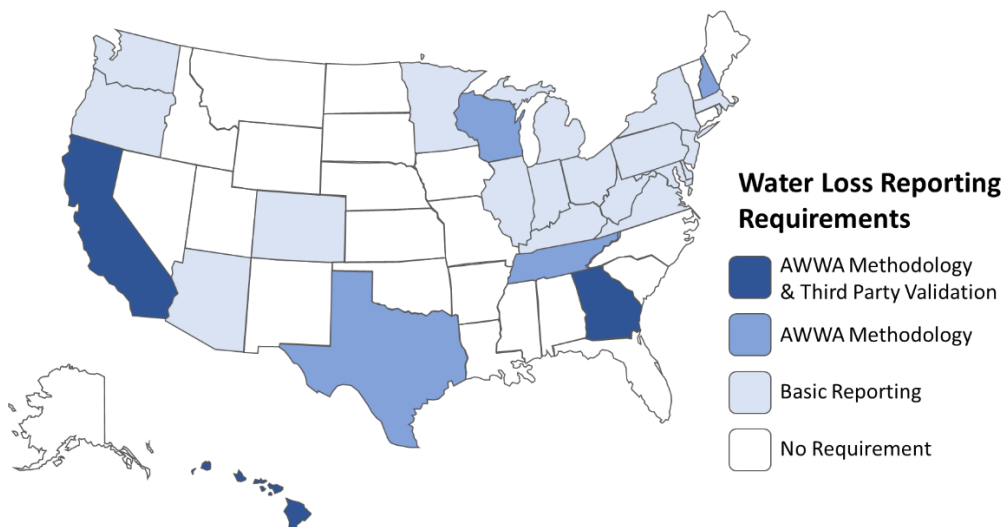 Water Loss Reporting
Requirements
AWWA Methodology
& Third Party Validation
AWWA Methodology
Basic Reporting
No Requirement